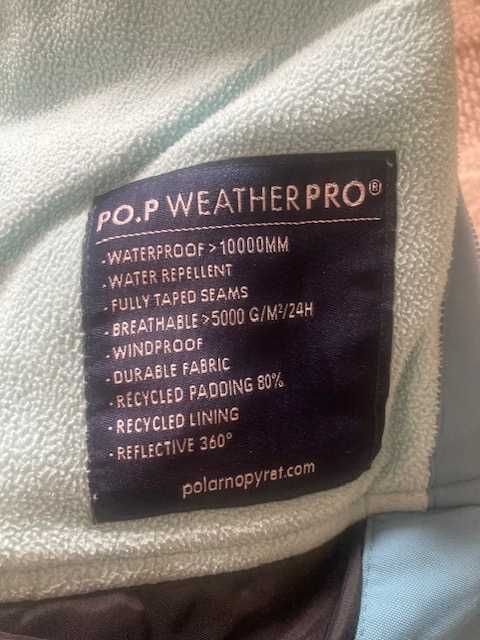 PO.P WEATHERPRO®
- WATERPROOF > 10000MM
- WATER REPELLENT
- FULLY TAPED SEAMS
- BREATHABLE >5000 G/M²/24H
- WINDPROOF
- DURABLE FABRIC
- RECYCLED PADDING 80%
- RECYCLED LINING
- REFLECTIVE 360°
polarnopyret.com